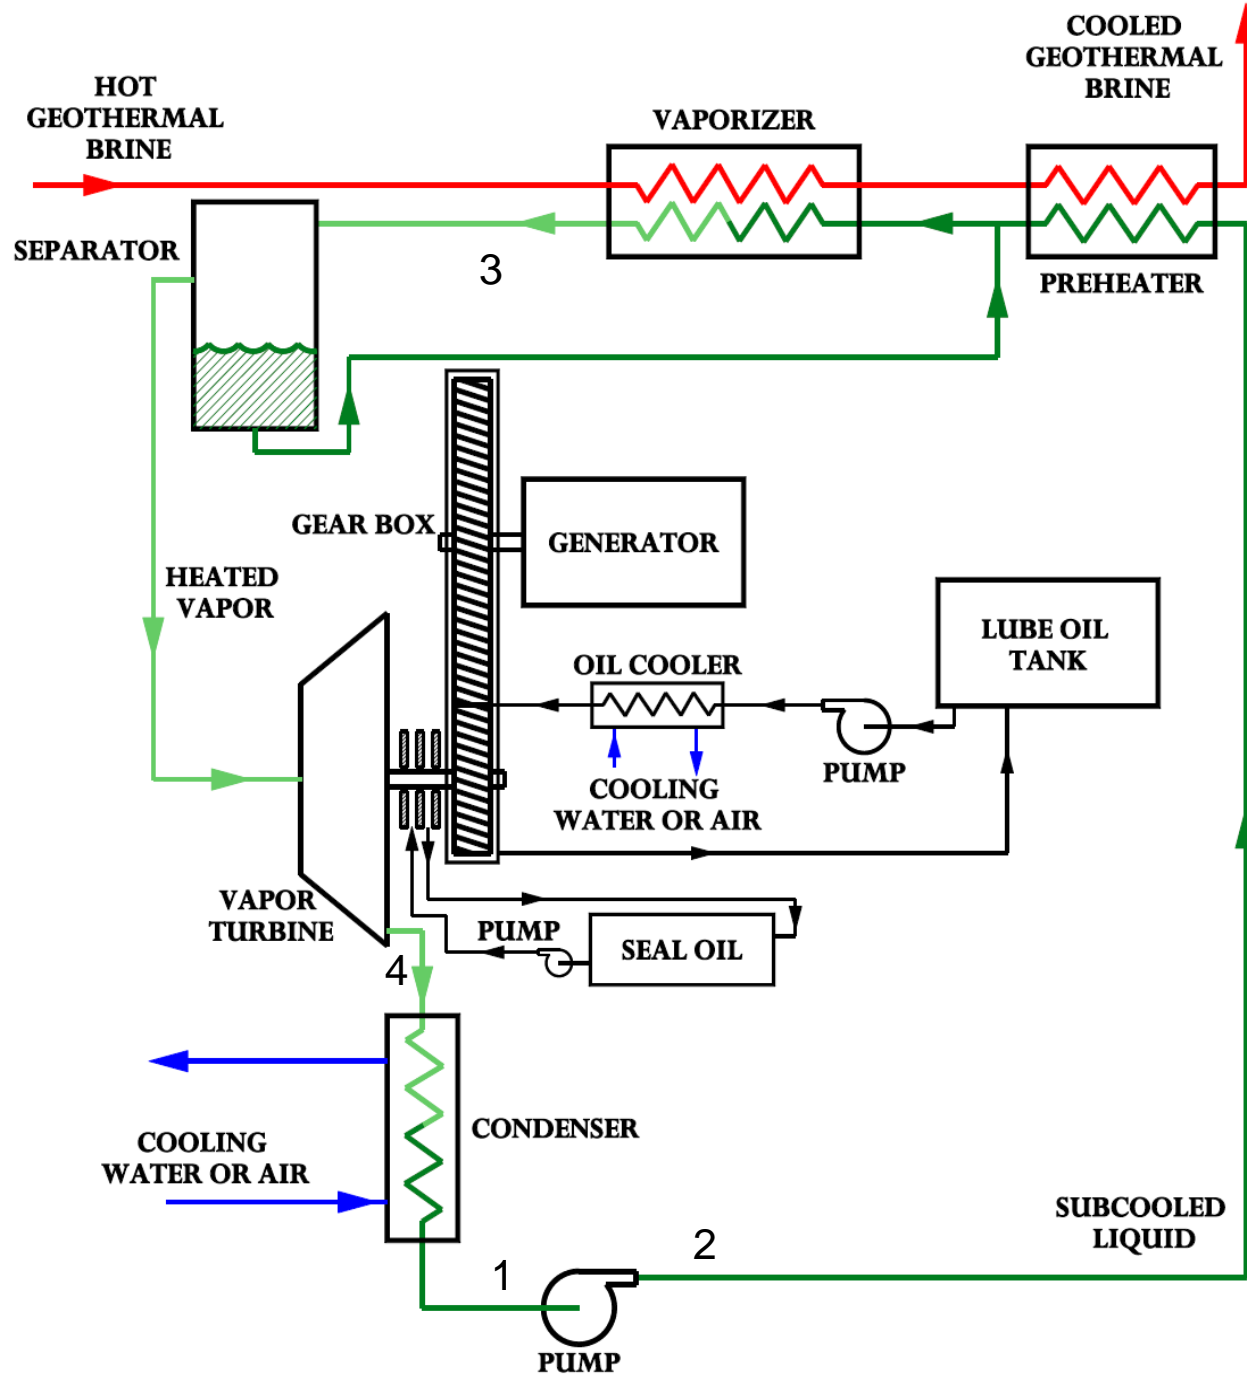 COOLED
GEOTHERMAL
BRINE
HOT
GEOTHERMAL
BRINE
VAPORIZER
SEPARATOR
3
PREHEATER
GEAR BOX
GENERATOR
HEATED
VAPOR
LUBE OIL
TANK
OIL COOLER
PUMP
COOLING
WATER OR AIR
VAPOR
TURBINE
PUMP
SEAL OIL
4
CONDENSER
COOLING
WATER OR AIR
SUBCOOLED
LIQUID
1
2
PUMP